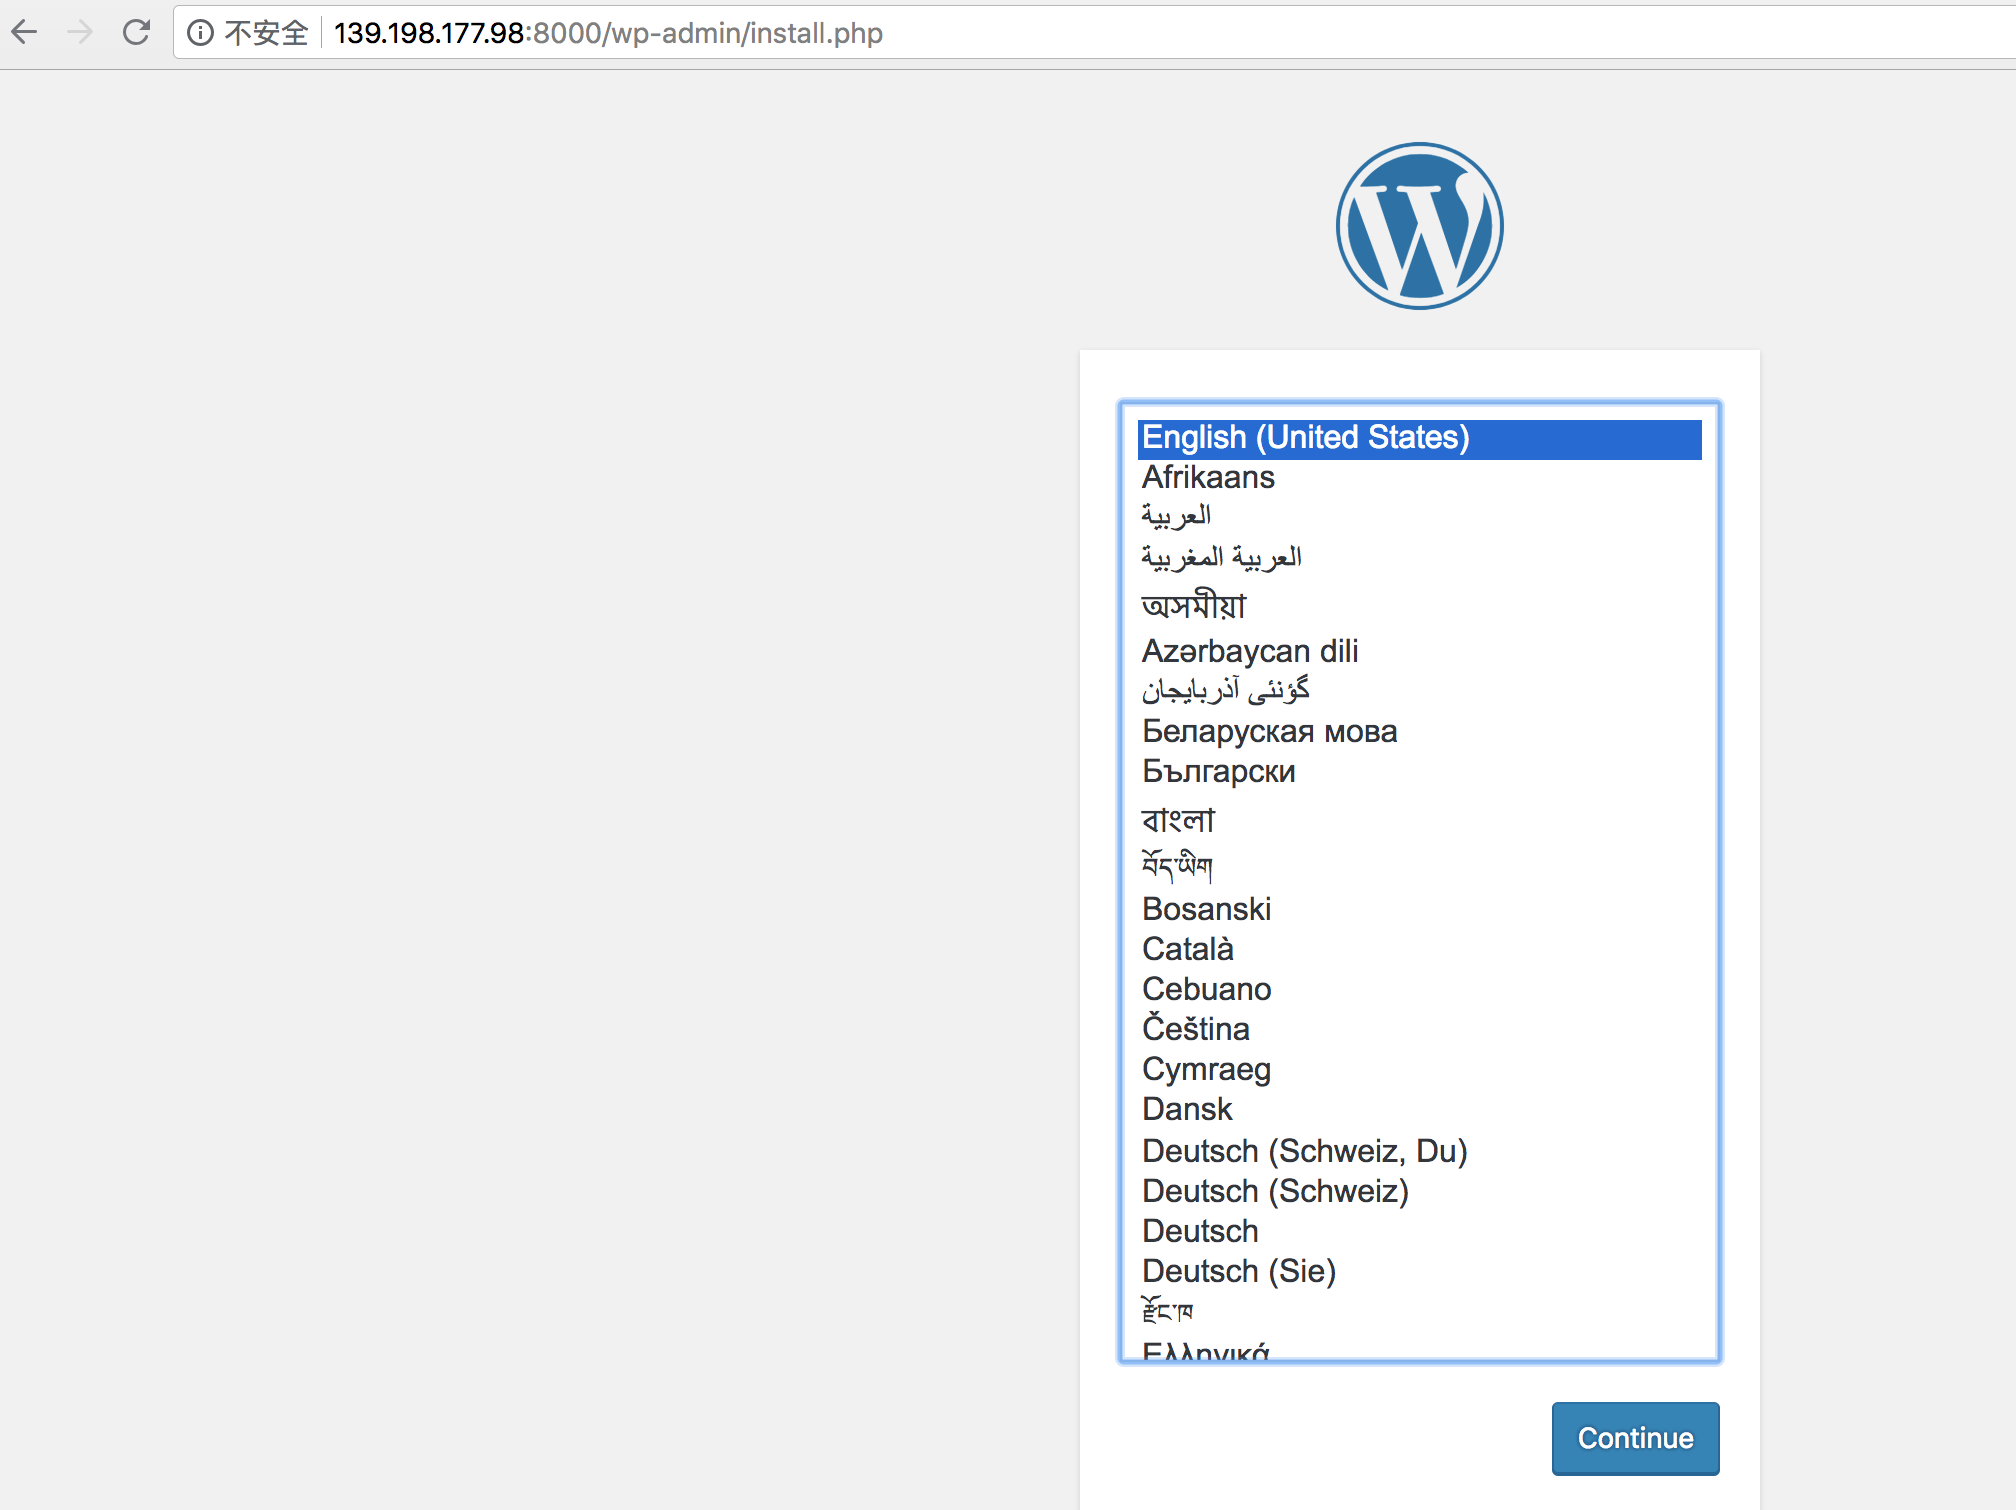 不安全 139.198.177.98:8000/wp-admin/install.php
English (United States)
Afrikaans
العربية
العربية المغربية
অসমীয়া
Azərbaycan dili
گؤنئی آذربایجان
Беларуская мова
Български
বাংলা
བོད་ཡིག
Bosanski
Català
Cebuano
Čeština
Cymraeg
Dansk
Deutsch (Schweiz, Du)
Deutsch (Schweiz)
Deutsch
Deutsch (Sie)
རྫོང་ཁ
Ελληνικά
Continue